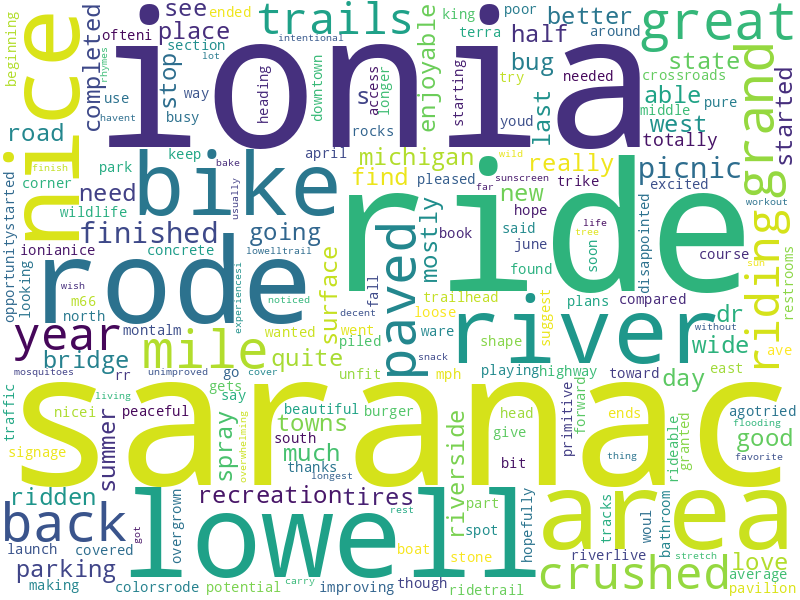 ionia
ride
saranac
lowell
rode
bike
river
area
nice
great
back
grand
riding
paved
mile
year
crushed
trails
picnic
finished
place
completed
stop
see
ofteni
ended
king
poor
around
half
better
beginning
rhymes
section
intentional
terra
crossroads
state
bug
able
west
started
use
way
lot
busy
havent
heading
downtown
s
access
longer
enjoyable
starting
try
needed
last
youd
middle
pure
totally
road
rocks
keep
april
michigan
find
really
wild
bake
finish
park
corner
need
wildlife
usually
pleased
sunscreen
far
trike
new
hope
book
said
june
life
tree
excited
workout
restrooms
opportunitystarted
looking
ionianice
concrete
going
mostly
found
soon
disappointed
course
wish
m66
north
noticed
lowelltrail
experiencesi
surface
fall
decent
trailhead
loose
plans
compared
without
sun
dr
montalm
bridge
rr
unimproved
go
cover
wanted
quite
went
piled
ware
shape
suggest
playing
highway
wide
ave
mosquitoes
living
gets
say
unfit
mph
snack
toward
day
east
traffic
nicei
peaceful
summer
spray
overwhelming
beautiful
burger
towns
south
much
thanks
longest
riverside
head
give
bit
primitive
forward
ends
rideable
granted
agotried
good
flooding
favorite
thing
signage
ridden
recreation
tires
part
spot
hopefully
tracks
woul
bathroom
launch
covered
overgrown
got
rest
boat
stone
riverlive
stretch
love
average
parking
making
colorsrode
potential
carry
improving
though
ridetrail
pavilion